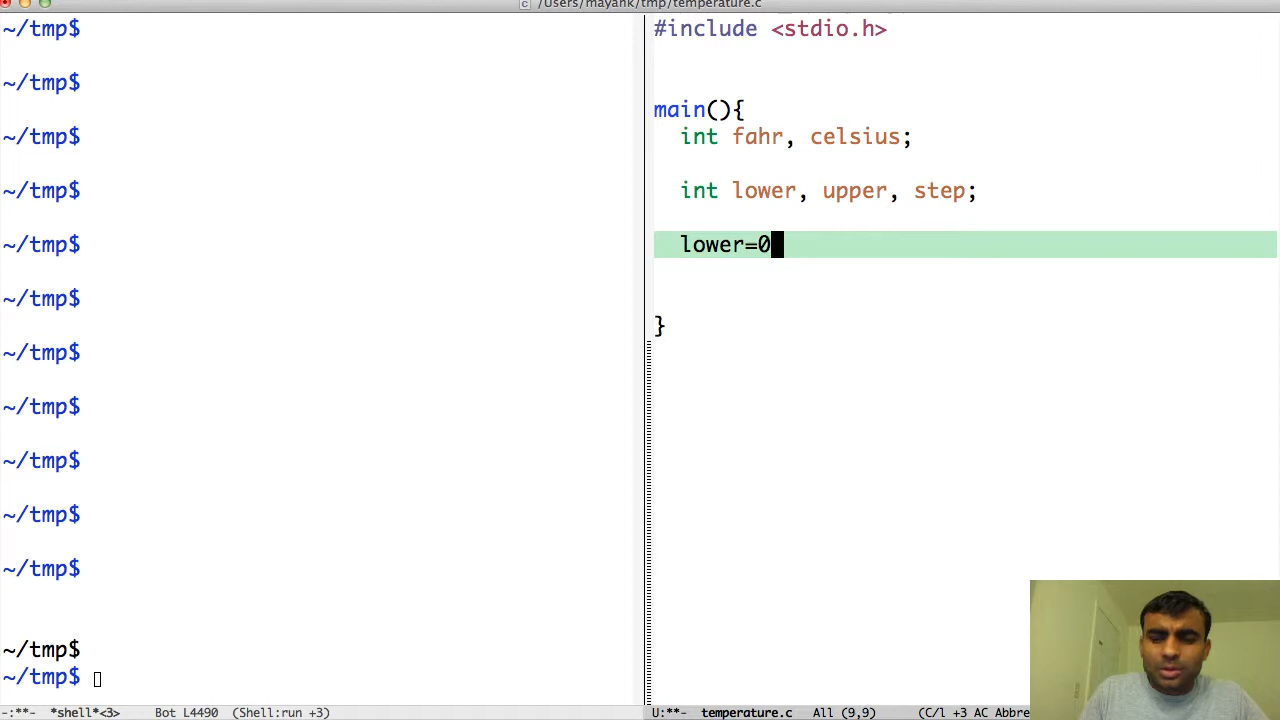 /Users/mayank/tmp/temperature.c
~/tmp$
~/tmp$
~/tmp$
~/tmp$
~/tmp$
~/tmp$
~/tmp$
~/tmp$
~/tmp$
~/tmp$
~/tmp$
~/tmp$
~/tmp$
-:**- *shell*<3> Bot L4490 (Shell:run +3)
#include <stdio.h>
main(){
int fahr, celsius;
int lower, upper, step;
lower=0
}
U:**- temperature.c All (9,9) (C/l +3 AC Abbre